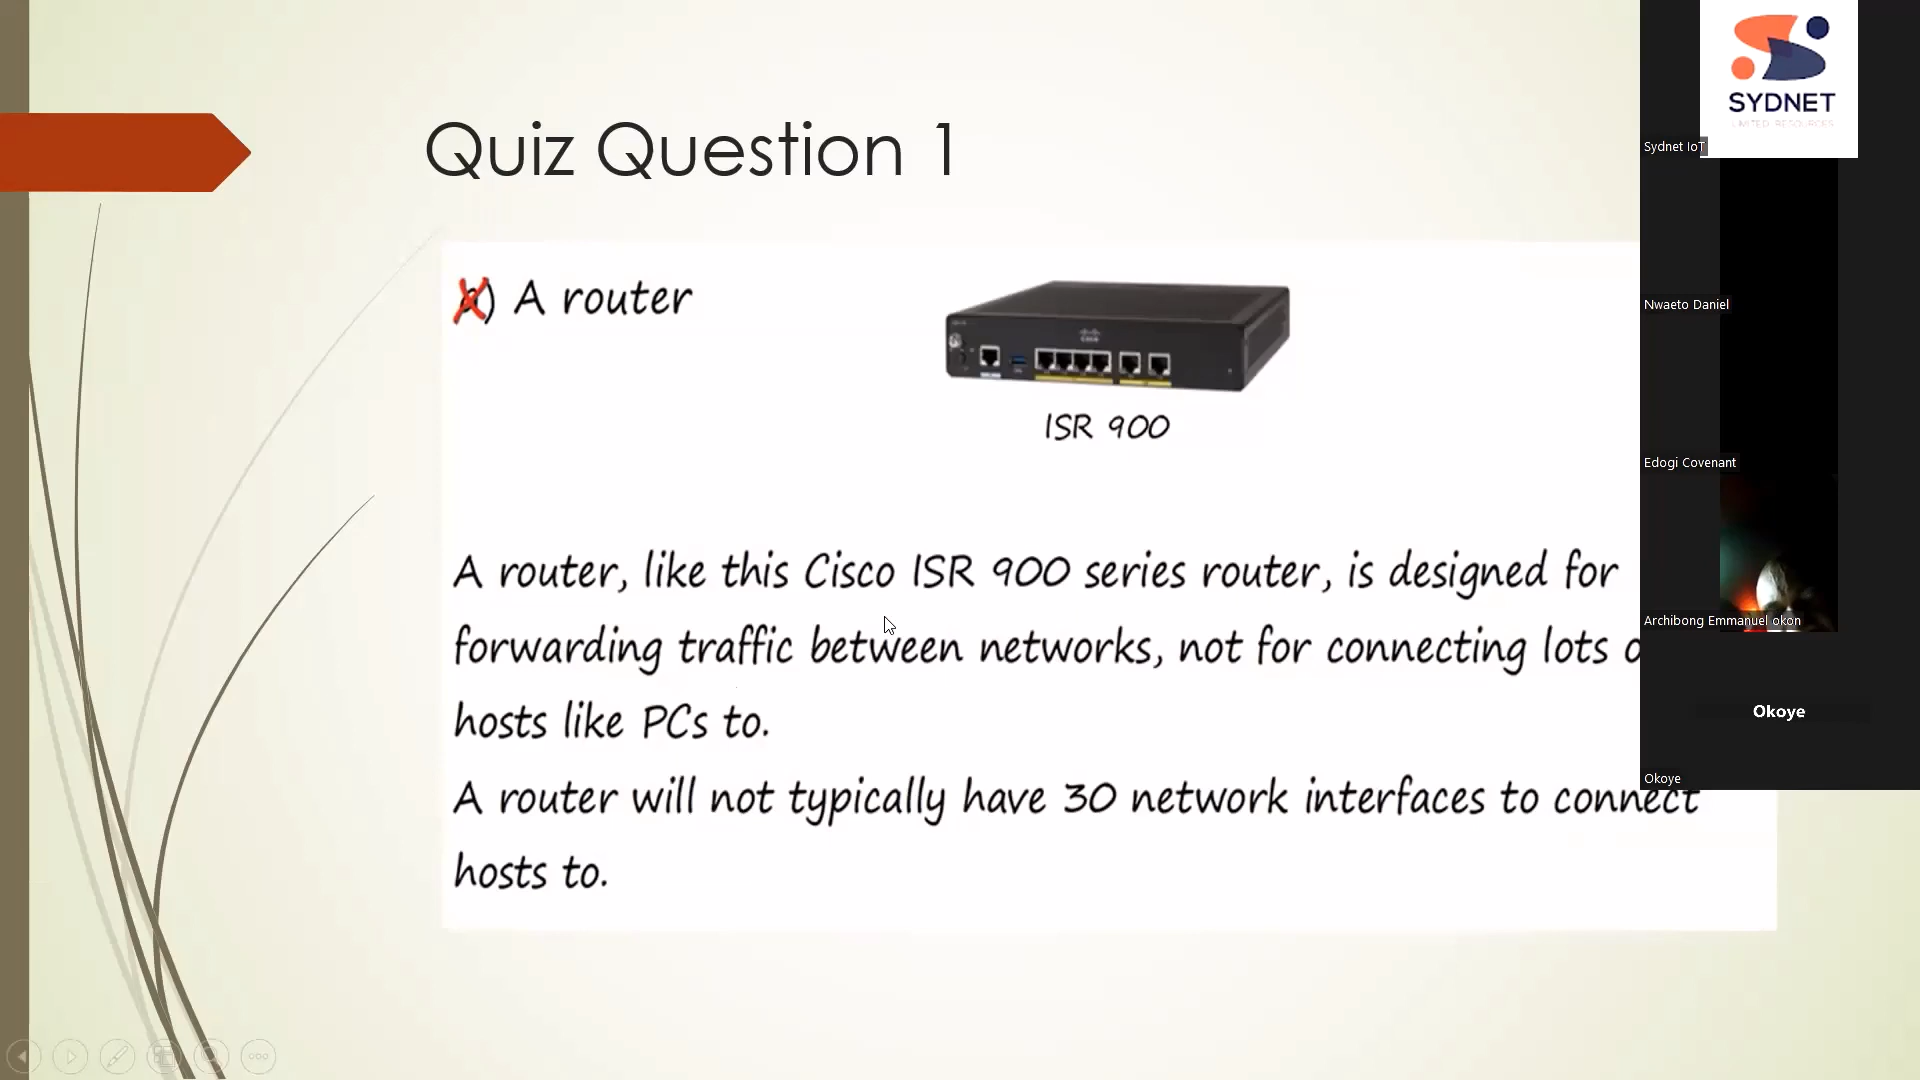 Quiz Question 1
a) A router
ISR 900
A router, like this Cisco ISR 900 series router, is designed for
forwarding traffic between networks, not for connecting lots
hosts like PCs to.
A router will not typically have 30 network interfaces to connect
hosts to.
SYDNET
LIMITED RESOURCES
Sydnet IoT
Nwaeto Daniel
Edogi Covenant
Archibong Emmanuel okon
Okoye
Okoye